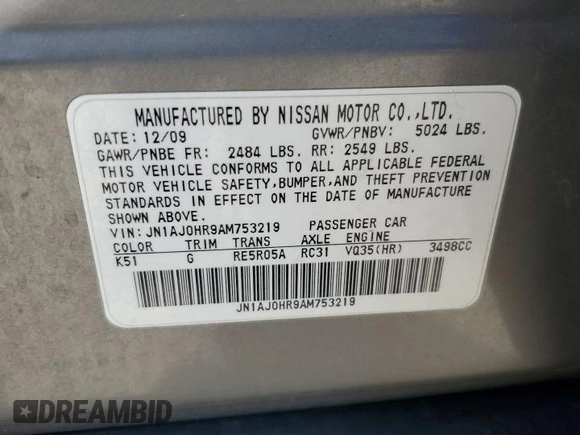 MANUFACTURED BY NISSAN MOTOR CO.,LTD.
DATE: 12/09 GVWR/PNBV: 5024 LBS.
GAWR/PNBE FR: 2484 LBS. RR: 2549 LBS.
THIS VEHICLE CONFORMS TO ALL APPLICABLE FEDERAL
MOTOR VEHICLE SAFETY,BUMPER,AND THEFT PREVENTION
STANDARDS IN EFFECT ON THE DATE OF MANUFACTURE
SHOWN ABOVE.
VIN: JN1AJ0HR9AM753219 PASSENGER CAR
COLOR TRIM TRANS AXLE ENGINE
K51 G RE5R05A RC31 VQ35(HR) 3498CC
JN1AJ0HR9AM753219
DREAMBID